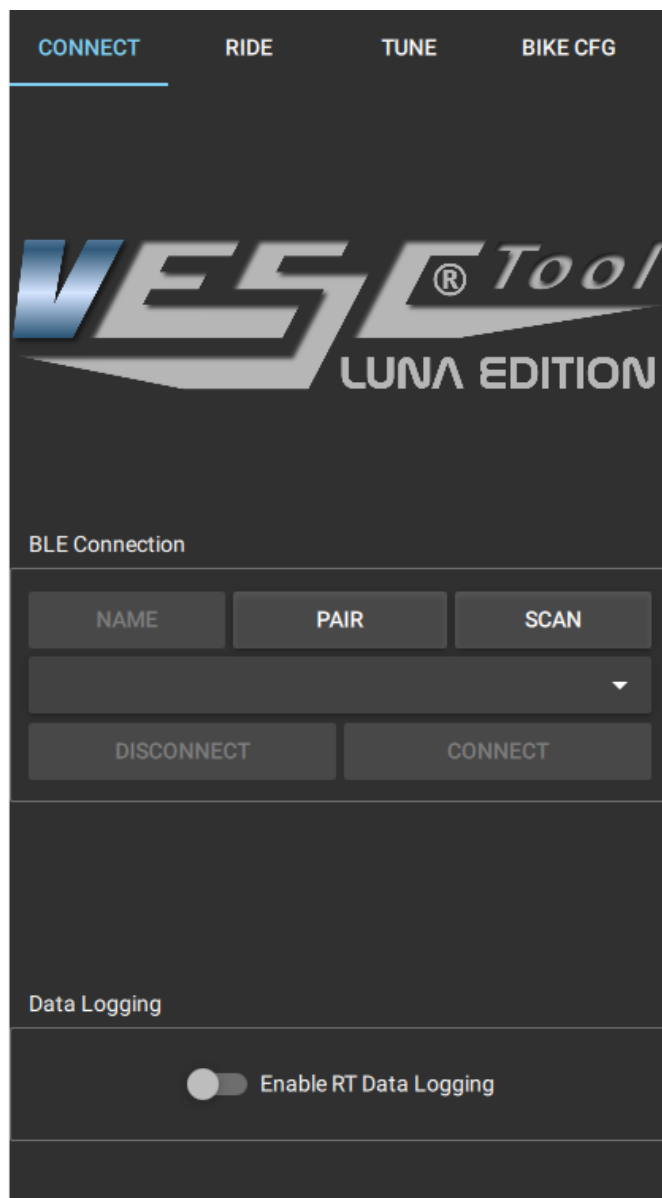 CONNECT RIDE TUNE BIKE CFG
VESC® Tool
LUNA EDITION
BLE Connection
NAME PAIR SCAN
DISCONNECT CONNECT
Data Logging
Enable RT Data Logging